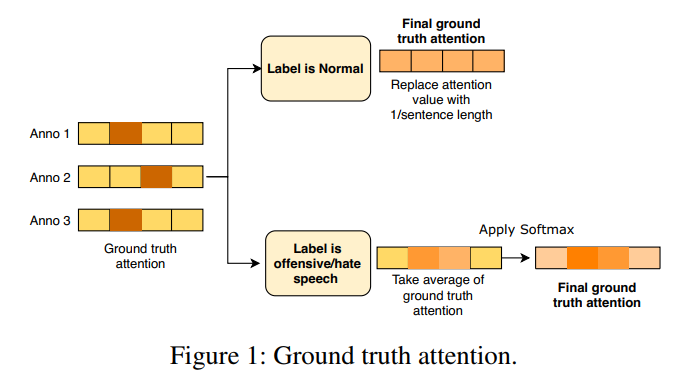 Final ground
truth attention
Label is Normal
Replace attention
value with
1/sentence length
Anno 1
Anno 2
Anno 3
Ground truth
attention
Label is
offensive/hate
speech
Take average of
ground truth
attention
Apply Softmax
Final ground
truth attention
Figure 1: Ground truth attention.